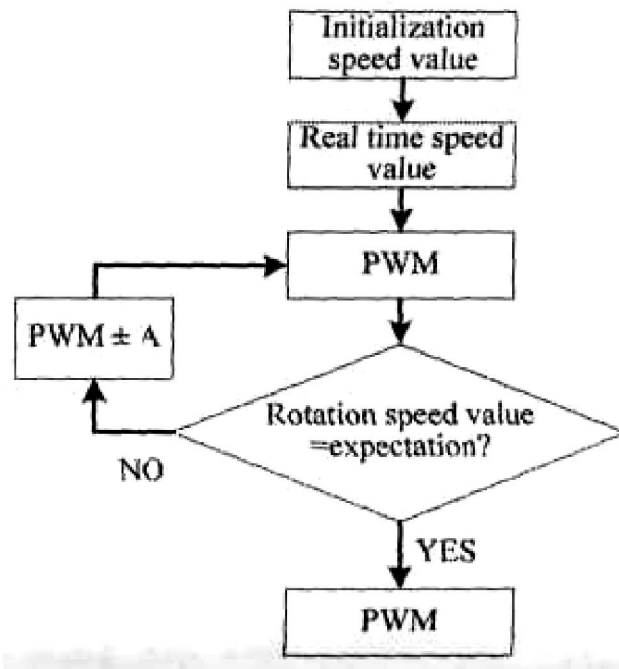 Initialization
speed value
Real time speed
value
PWM
PWM ± A
Rotation speed value
=expectation?
NO
YES
PWM